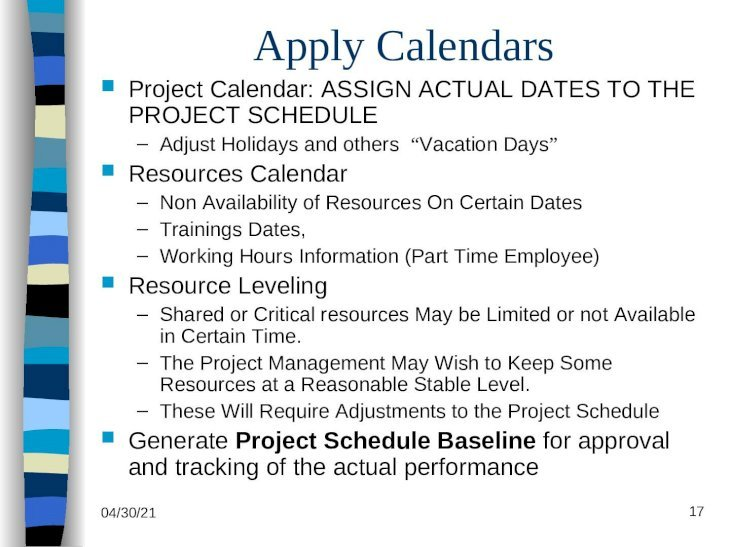 Apply Calendars
Project Calendar: ASSIGN ACTUAL DATES TO THE
PROJECT SCHEDULE
– Adjust Holidays and others “Vacation Days”
Resources Calendar
– Non Availability of Resources On Certain Dates
– Trainings Dates,
– Working Hours Information (Part Time Employee)
Resource Leveling
– Shared or Critical resources May be Limited or not Available
in Certain Time.
– The Project Management May Wish to Keep Some
Resources at a Reasonable Stable Level.
– These Will Require Adjustments to the Project Schedule
Generate Project Schedule Baseline for approval
and tracking of the actual performance
04/30/21
17